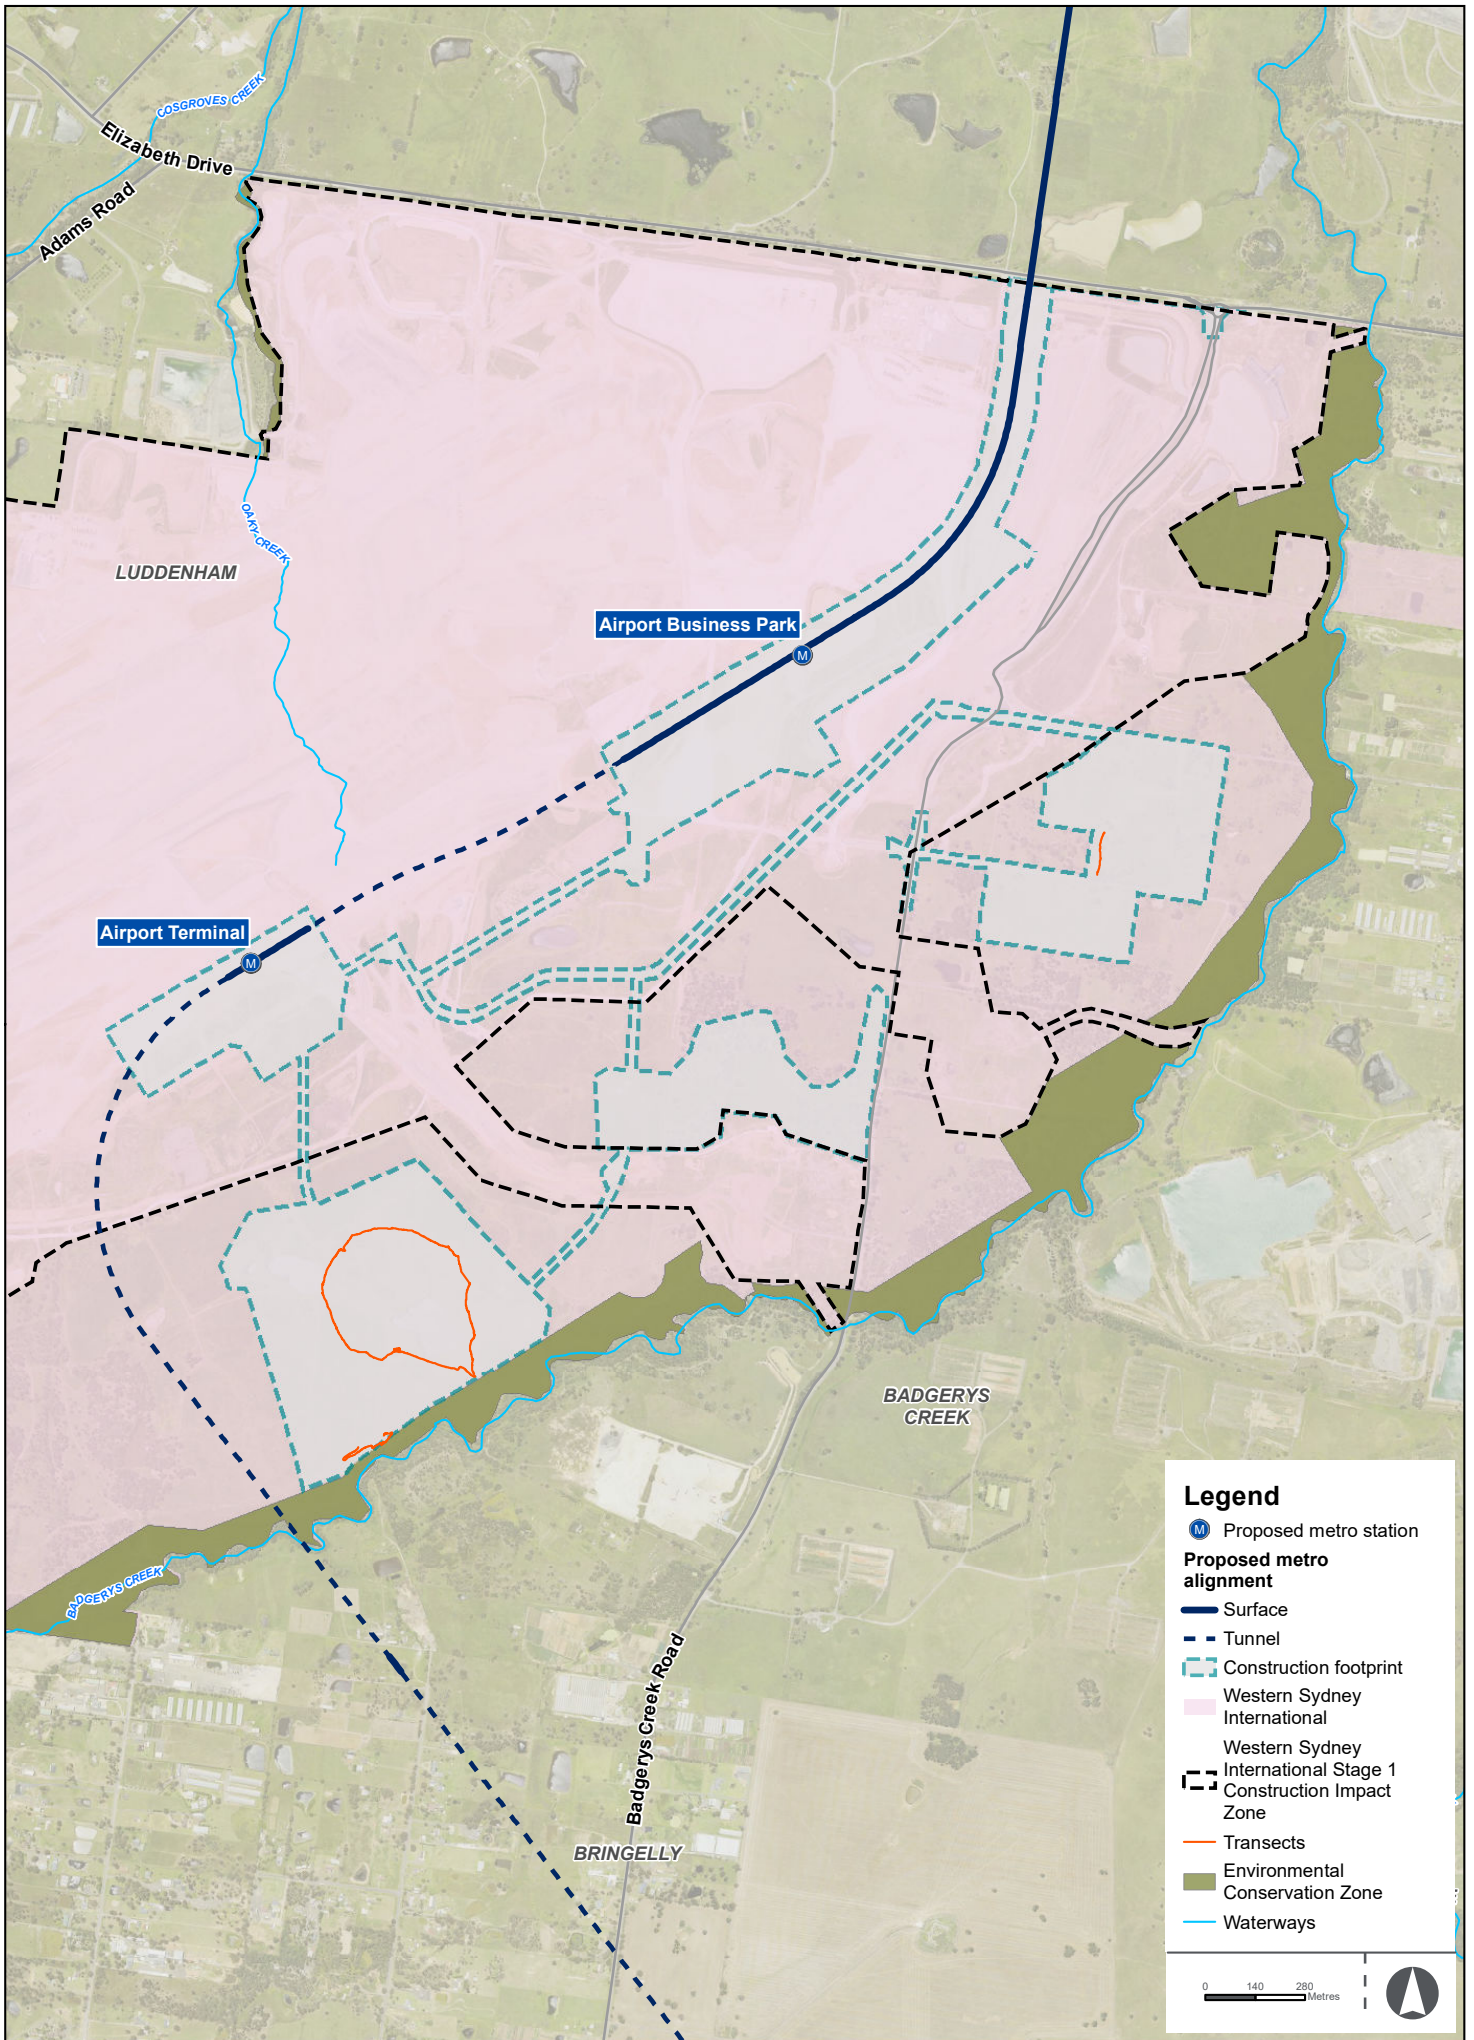 COSGROVES CREEK
Elizabeth Drive
Adams Road
OAKY CREEK
LUDDENHAM
Airport Business Park
M
Airport Terminal
M
BADGERYS
CREEK
BADGERYS CREEK
Badgerys Creek Road
BRINGELLY
Legend
M Proposed metro station
Proposed metro
alignment
Surface
Tunnel
Construction footprint
Western Sydney
International
Western Sydney
International Stage 1
Construction Impact
Zone
Transects
Environmental
Conservation Zone
Waterways
0 140 280
Metres